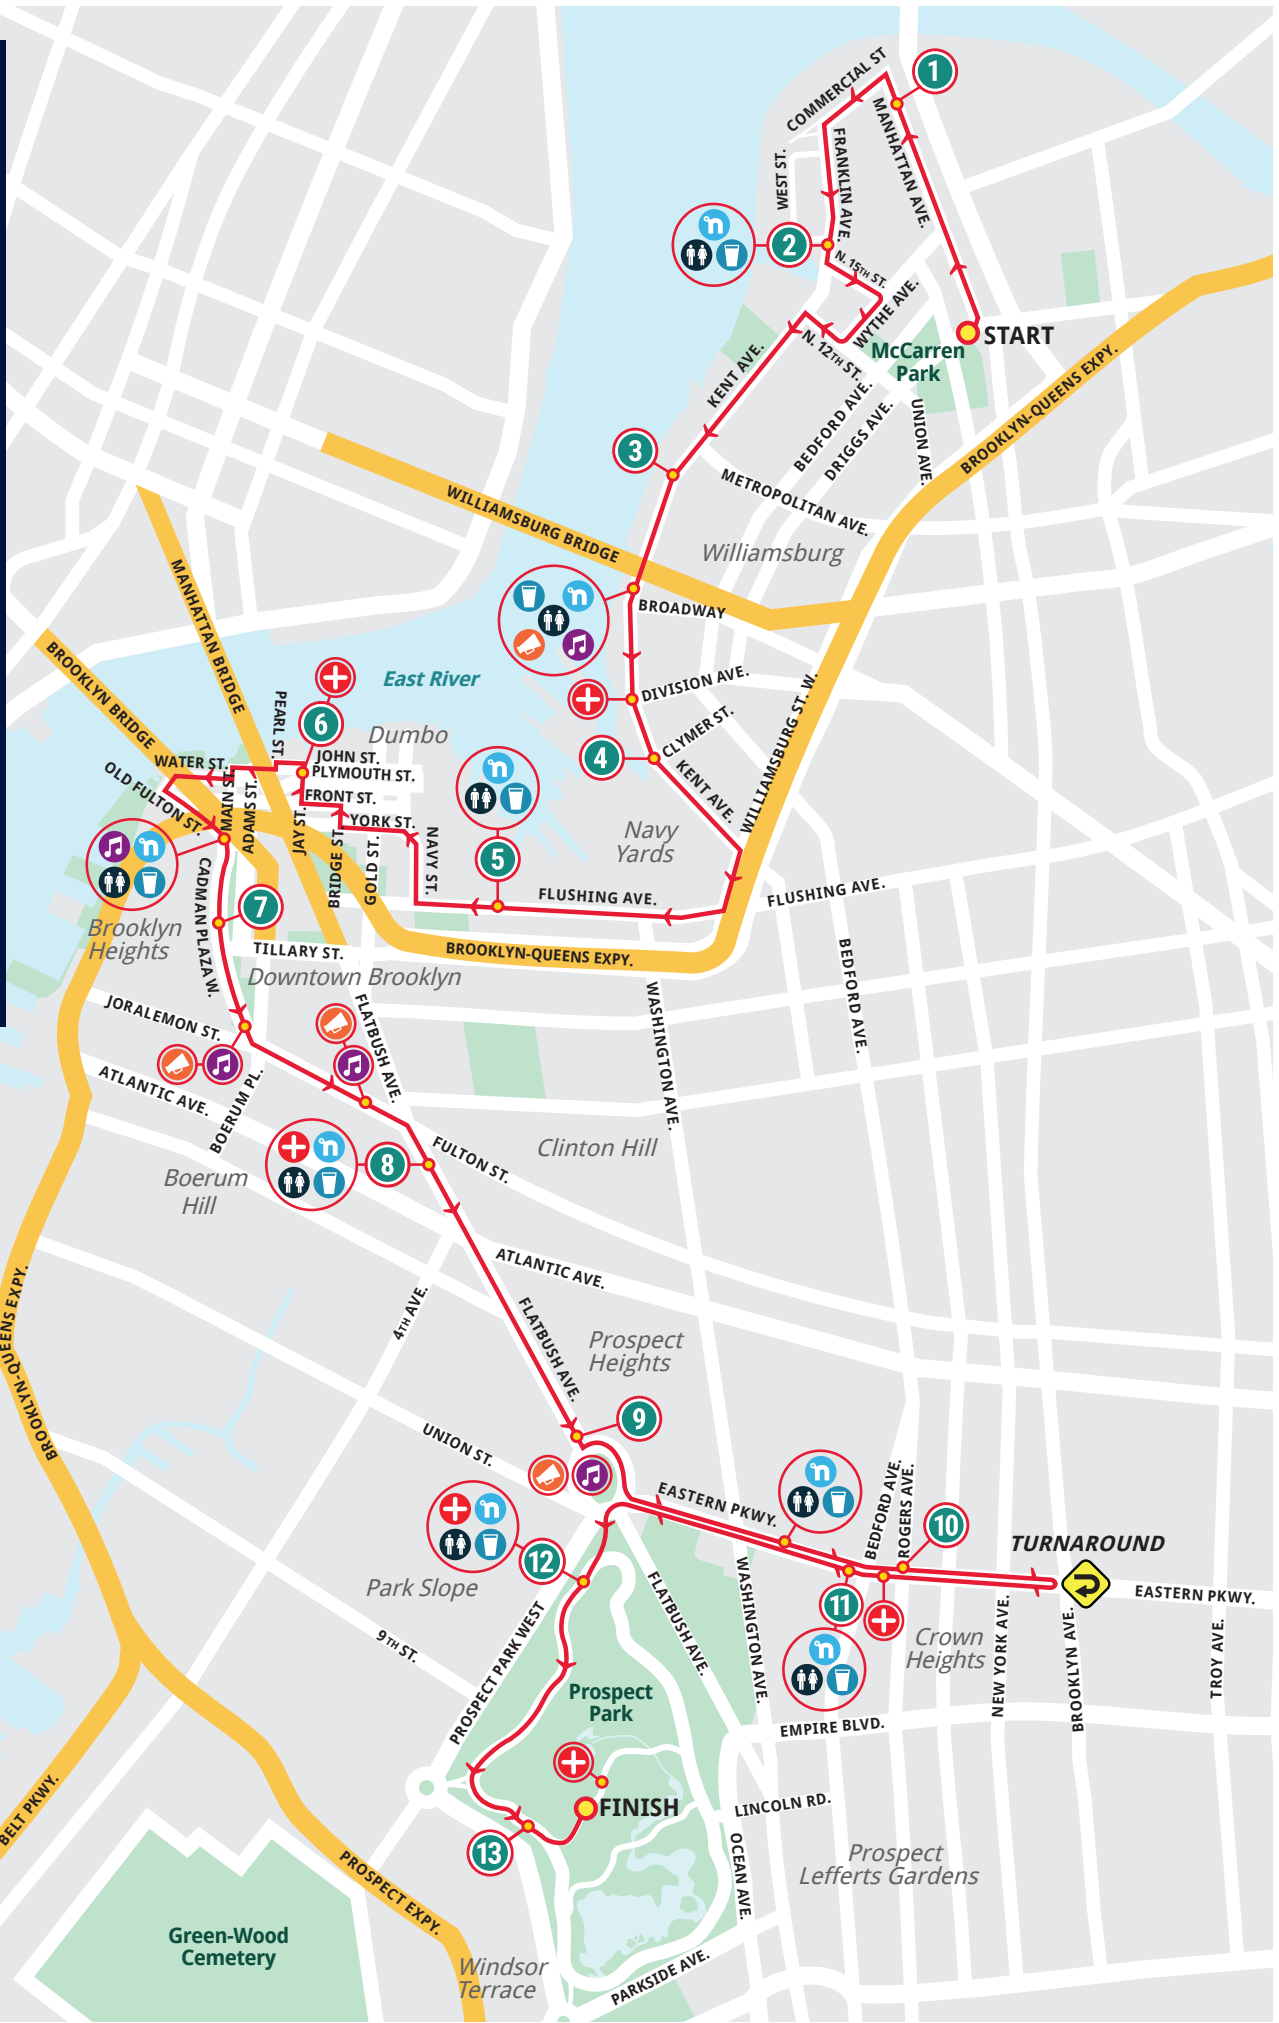 COMMERCIAL ST
1
MANHATTAN AVE.
FRANKLIN AVE.
WEST ST.
2
N. 15TH ST.
WYTHE AVE.
START
McCarren
Park
N. 12TH ST.
KENT AVE.
BEDFORD AVE.
DRIGGS AVE.
UNION AVE.
BROOKLYN-QUEENS EXPY.
3
METROPOLITAN AVE.
WILLIAMSBURG BRIDGE
Williamsburg
BROADWAY
MANHATTAN BRIDGE
BROOKLYN BRIDGE
East River
DIVISION AVE.
WILLIAMSBURG ST. W.
PEARL ST.
6
Dumbo
CLYMER ST.
4
KENT AVE.
JOHN ST.
WATER ST.
PLYMOUTH ST.
OLD FULTON ST.
MAIN ST.
ADAMS ST.
FRONT ST.
JAY ST.
YORK ST.
BRIDGE ST.
GOLD ST.
NAVY ST.
Navy
Yards
5
FLUSHING AVE.
FLUSHING AVE.
CADMAN PLAZA W.
7
Brooklyn
Heights
TILLARY ST.
BROOKLYN-QUEENS EXPY.
Downtown Brooklyn
BEDFORD AVE.
WASHINGTON AVE.
JORALEMON ST.
FLATBUSH AVE.
ATLANTIC AVE.
BOERUM PL.
8
FULTON ST.
Clinton Hill
Boerum
Hill
ATLANTIC AVE.
BROOKLYN-QUEENS EXPY.
4TH AVE.
FLATBUSH AVE.
Prospect
Heights
BROOKLYN-QUEENS EXPY.
9
UNION ST.
EASTERN PKWY.
BEDFORD AVE.
ROGERS AVE.
10
TURNAROUND
12
EASTERN PKWY.
Park Slope
11
PROSPECT PARK WEST
FLATBUSH AVE.
WASHINGTON AVE.
9TH ST.
Crown
Heights
NEW YORK AVE.
BROOKLYN AVE.
TROY AVE.
Prospect
Park
EMPIRE BLVD.
FINISH
LINCOLN RD.
BELT PKWY.
13
OCEAN AVE.
Prospect
Lefferts Gardens
PROSPECT EXPY.
Green-Wood
Cemetery
Windsor
Terrace
PARKSIDE AVE.